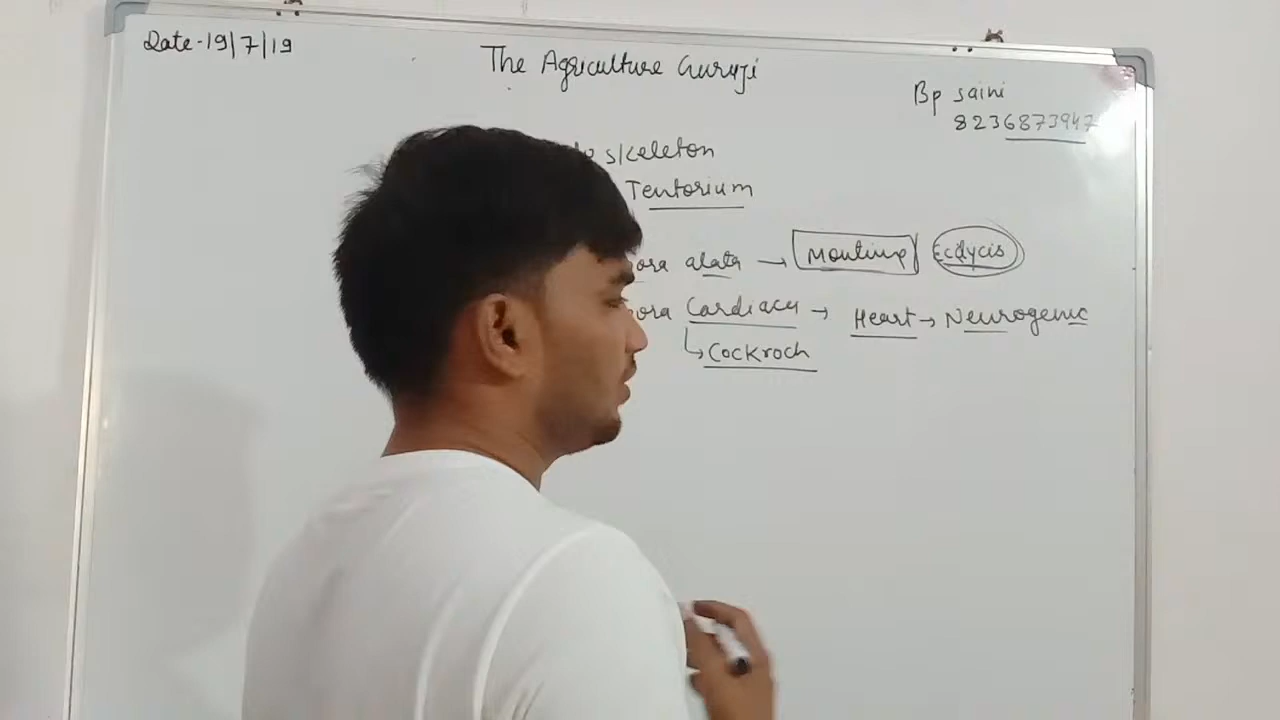 Date-19/7/19
The Agriculture Guruji
Bp saini
8236873947
skeleton
Tentorium
ora alata → Moutine Ecdycis
ora Cardiacu → Heart → Neurogenic
↳ Cockroch